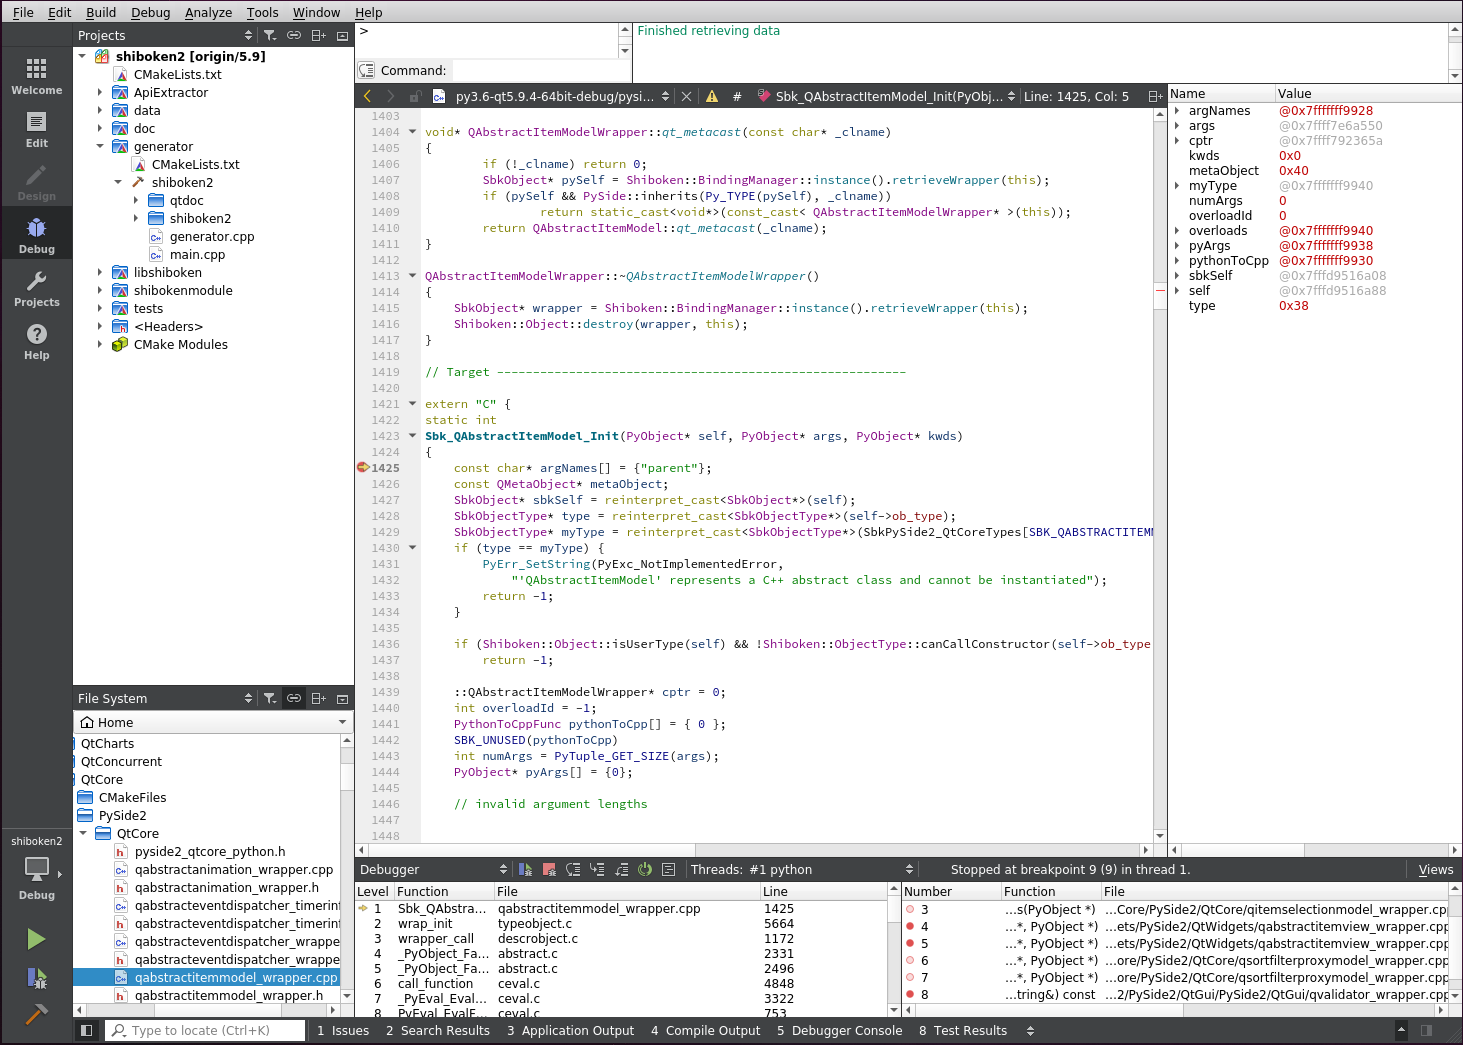 File Edit Build Debug Analyze Tools Window Help
Welcome
Edit
Design
Debug
Projects
Help
shiboken2
Debug
Projects
shiboken2 [origin/5.9]
CMakeLists.txt
ApiExtractor
data
doc
generator
CMakeLists.txt
shiboken2
qtdoc
shiboken2
generator.cpp
main.cpp
libshiboken
shibokenmodule
tests
<Headers>
CMake Modules
File System
Home
QtCharts
QtConcurrent
QtCore
CMakeFiles
PySide2
QtCore
pyside2_qtcore_python.h
qabstractanimation_wrapper.cpp
qabstractanimation_wrapper.h
qabstracteventdispatcher_timerinf
qabstracteventdispatcher_timerinf
qabstracteventdispatcher_wrappe
qabstracteventdispatcher_wrappe
qabstractitemmodel_wrapper.cpp
qabstractitemmodel_wrapper.h
>
Command:
Finished retrieving data
py3.6-qt5.9.4-64bit-debug/pysi... # Sbk_QAbstractItemModel_Init(PyObj... Line: 1425, Col: 5
1403
1404 void* QAbstractItemModelWrapper::qt_metacast(const char* _clname)
1405 {
1406 if (!_clname) return 0;
1407 SbkObject* pySelf = Shiboken::BindingManager::instance().retrieveWrapper(this);
1408 if (pySelf && PySide::inherits(Py_TYPE(pySelf), _clname))
1409 return static_cast<void*>(const_cast< QAbstractItemModelWrapper* >(this));
1410 return QAbstractItemModel::qt_metacast(_clname);
1411 }
1412
1413 QAbstractItemModelWrapper::~QAbstractItemModelWrapper()
1414 {
1415 SbkObject* wrapper = Shiboken::BindingManager::instance().retrieveWrapper(this);
1416 Shiboken::Object::destroy(wrapper, this);
1417 }
1418
1419 // Target ---------------------------------------------------------
1420
1421 extern "C" {
1422 static int
1423 Sbk_QAbstractItemModel_Init(PyObject* self, PyObject* args, PyObject* kwds)
1424 {
1425 const char* argNames[] = {"parent"};
1426 const QMetaObject* metaObject;
1427 SbkObject* sbkSelf = reinterpret_cast<SbkObject*>(self);
1428 SbkObjectType* type = reinterpret_cast<SbkObjectType*>(self->ob_type);
1429 SbkObjectType* myType = reinterpret_cast<SbkObjectType*>(SbkPySide2_QtCoreTypes[SBK_QABSTRACTITEMM
1430 if (type == myType) {
1431 PyErr_SetString(PyExc_NotImplementedError,
1432 "'QAbstractItemModel' represents a C++ abstract class and cannot be instantiated");
1433 return -1;
1434 }
1435
1436 if (Shiboken::Object::isUserType(self) && !Shiboken::ObjectType::canCallConstructor(self->ob_type
1437 return -1;
1438
1439 ::QAbstractItemModelWrapper* cptr = 0;
1440 int overloadId = -1;
1441 PythonToCppFunc pythonToCpp[] = { 0 };
1442 SBK_UNUSED(pythonToCpp)
1443 int numArgs = PyTuple_GET_SIZE(args);
1444 PyObject* pyArgs[] = {0};
1445
1446 // invalid argument lengths
1447
1448
Name Value
argNames @0x7fffffff9928
args @0x7ffff7e6a550
cptr @0x7ffff792365a
kwds 0x0
metaObject 0x40
myType @0x7fffffff9940
numArgs 0
overloadId 0
overloads @0x7fffffff9940
pyArgs @0x7fffffff9938
pythonToCpp @0x7fffffff9930
sbkSelf @0x7fffd9516a08
self @0x7fffd9516a88
type 0x38
Debugger Threads: #1 python Stopped at breakpoint 9 (9) in thread 1. Views
Level Function File Line
1 Sbk_QAbstra... qabstractitemmodel_wrapper.cpp 1425
2 wrap_init typeobject.c 5664
3 wrapper_call descrobject.c 1172
4 _PyObject_Fa... abstract.c 2331
5 _PyObject_Fa... abstract.c 2496
6 call_function ceval.c 4848
7 _PyEval_Eval... ceval.c 3322
8 PyEval_EvalF... ceval.c 753
Number Function File
3 ...s(PyObject *) ...Core/PySide2/QtCore/qitemselectionmodel_wrapper.cpp
4 ...*, PyObject *) ...ets/PySide2/QtWidgets/qabstractitemview_wrapper.cpp
5 ...*, PyObject *) ...ets/PySide2/QtWidgets/qabstractitemview_wrapper.cpp
6 ...*, PyObject *) ...ore/PySide2/QtCore/qsortfilterproxymodel_wrapper.cpp
7 ...*, PyObject *) ...ore/PySide2/QtCore/qsortfilterproxymodel_wrapper.cpp
8 ...tring&) const ...2/PySide2/QtGui/PySide2/QtGui/qvalidator_wrapper.cpp
Type to locate (Ctrl+K) 1 Issues 2 Search Results 3 Application Output 4 Compile Output 5 Debugger Console 8 Test Results